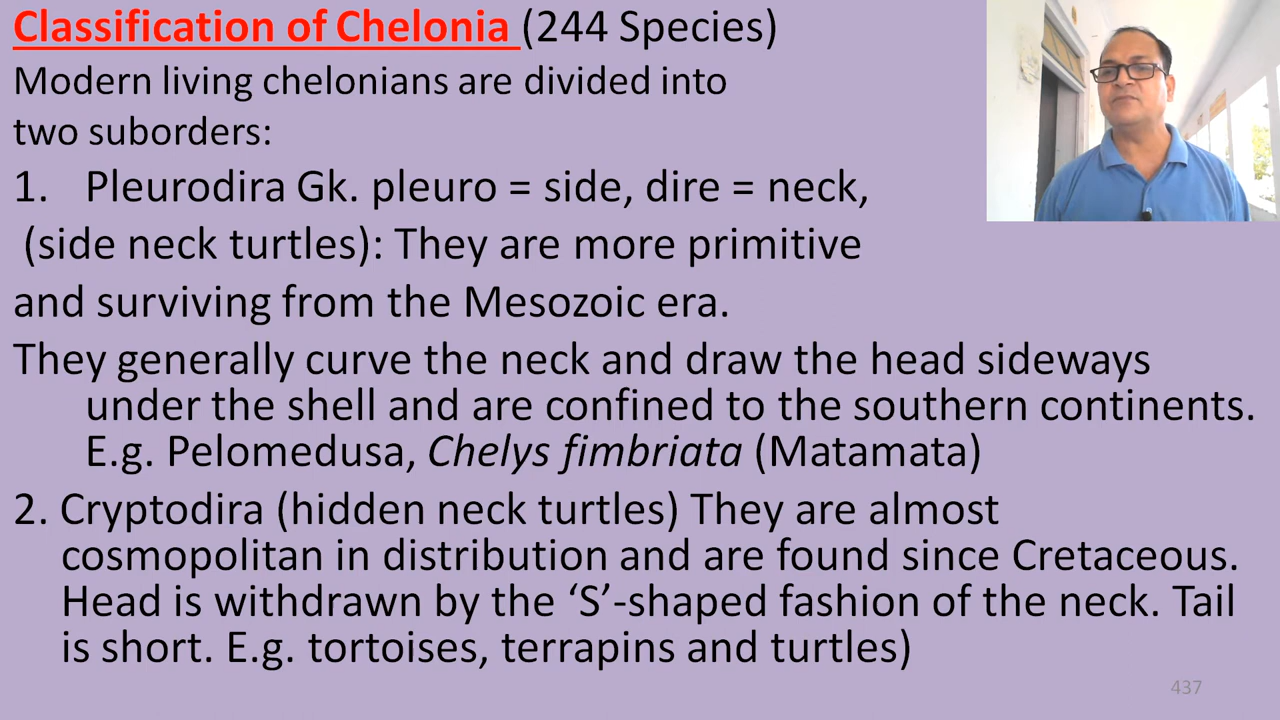 Classification of Chelonia (244 Species)
Modern living chelonians are divided into
two suborders:
1. Pleurodira Gk. pleuro = side, dire = neck,
(side neck turtles): They are more primitive
and surviving from the Mesozoic era.
They generally curve the neck and draw the head sideways
under the shell and are confined to the southern continents.
E.g. Pelomedusa, Chelys fimbriata (Matamata)
2. Cryptodira (hidden neck turtles) They are almost
cosmopolitan in distribution and are found since Cretaceous.
Head is withdrawn by the ‘S’-shaped fashion of the neck. Tail
is short. E.g. tortoises, terrapins and turtles)
437